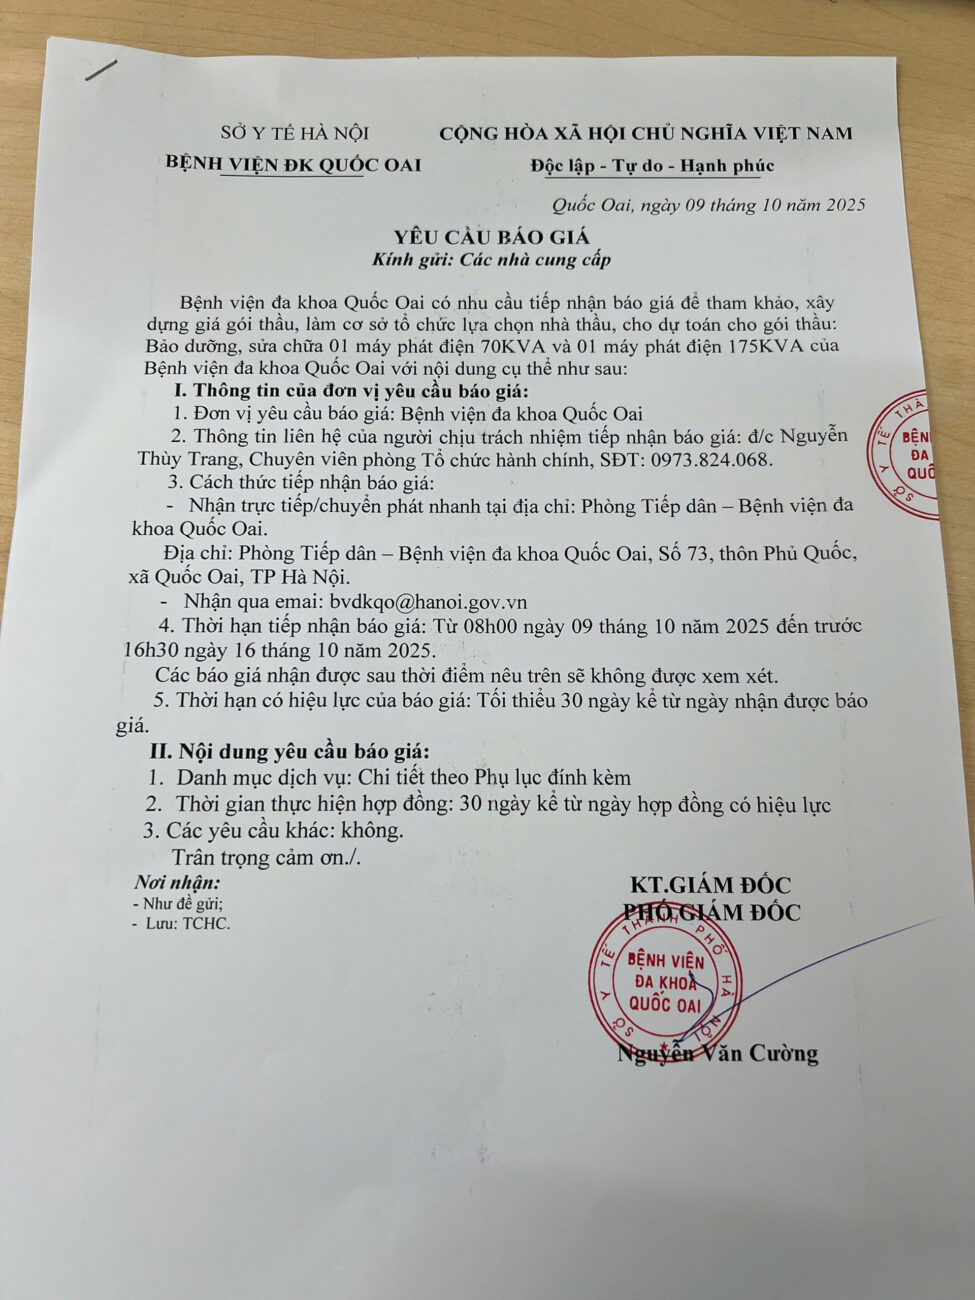 SỞ Y TẾ HÀ NỘI
BỆNH VIỆN ĐK QUỐC OAI
CỘNG HÒA XÃ HỘI CHỦ NGHĨA VIỆT NAM
Độc lập - Tự do - Hạnh phúc
Quốc Oai, ngày 09 tháng 10 năm 2025
YÊU CẦU BÁO GIÁ
Kính gửi: Các nhà cung cấp
Bệnh viện đa khoa Quốc Oai có nhu cầu tiếp nhận báo giá để tham khảo, xây
dựng giá gói thầu, làm cơ sở tổ chức lựa chọn nhà thầu, cho dự toán cho gói thầu:
Bảo dưỡng, sửa chữa 01 máy phát điện 70KVA và 01 máy phát điện 175KVA của
Bệnh viện đa khoa Quốc Oai với nội dung cụ thể như sau:
I. Thông tin của đơn vị yêu cầu báo giá:
1. Đơn vị yêu cầu báo giá: Bệnh viện đa khoa Quốc Oai
2. Thông tin liên hệ của người chịu trách nhiệm tiếp nhận báo giá: đ/c Nguyễn
Thùy Trang, Chuyên viên phòng Tổ chức hành chính, SĐT: 0973.824.068.
3. Cách thức tiếp nhận báo giá:
- Nhận trực tiếp/chuyển phát nhanh tại địa chỉ: Phòng Tiếp dân – Bệnh viện đa
khoa Quốc Oai.
Địa chỉ: Phòng Tiếp dân – Bệnh viện đa khoa Quốc Oai, Số 73, thôn Phủ Quốc,
xã Quốc Oai, TP Hà Nội.
- Nhận qua emai: bvdkqo@hanoi.gov.vn
4. Thời hạn tiếp nhận báo giá: Từ 08h00 ngày 09 tháng 10 năm 2025 đến trước
16h30 ngày 16 tháng 10 năm 2025.
Các báo giá nhận được sau thời điểm nêu trên sẽ không được xem xét.
5. Thời hạn có hiệu lực của báo giá: Tối thiểu 30 ngày kể từ ngày nhận được báo
giá.
II. Nội dung yêu cầu báo giá:
1. Danh mục dịch vụ: Chi tiết theo Phụ lục đính kèm
2. Thời gian thực hiện hợp đồng: 30 ngày kể từ ngày hợp đồng có hiệu lực
3. Các yêu cầu khác: không.
Trân trọng cảm ơn./.
Nơi nhận:
- Như đề gửi;
- Lưu: TCHC.
KT.GIÁM ĐỐC
PHÓ GIÁM ĐỐC
SỞ Y TẾ THÀNH PHỐ HÀ NỘI
BỆNH VIỆN
ĐA KHOA
QUỐC OAI
Nguyễn Văn Cường
SỞ Y TẾ THÀ
BỆN
ĐA
QUỐ